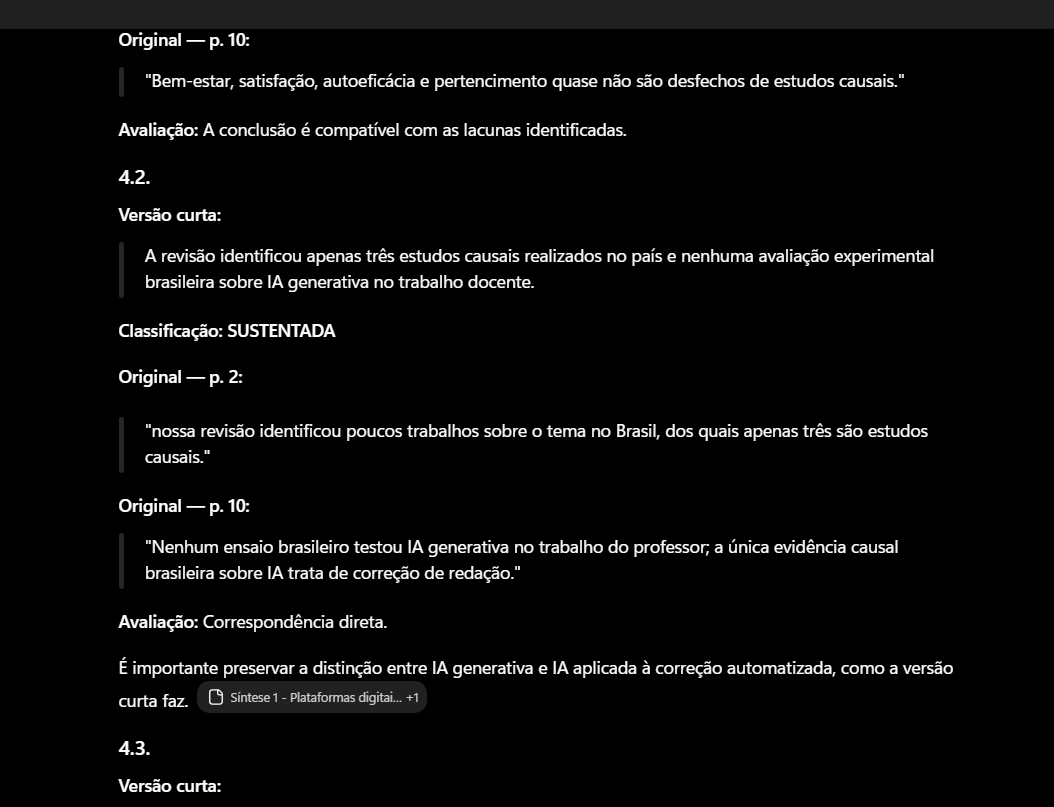 Original — p. 10:
"Bem-estar, satisfação, autoeficácia e pertencimento quase não são desfechos de estudos causais."
Avaliação: A conclusão é compatível com as lacunas identificadas.
4.2.
Versão curta:
A revisão identificou apenas três estudos causais realizados no país e nenhuma avaliação experimental
brasileira sobre IA generativa no trabalho docente.
Classificação: SUSTENTADA
Original — p. 2:
"nossa revisão identificou poucos trabalhos sobre o tema no Brasil, dos quais apenas três são estudos
causais."
Original — p. 10:
"Nenhum ensaio brasileiro testou IA generativa no trabalho do professor; a única evidência causal
brasileira sobre IA trata de correção de redação."
Avaliação: Correspondência direta.
É importante preservar a distinção entre IA generativa e IA aplicada à correção automatizada, como a versão
curta faz. Síntese 1 - Plataformas digitai... +1
4.3.
Versão curta: